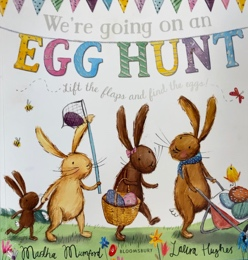 We're going on an
EGG HUNT
Lift the flaps and find the eggs!
Martha Mumford
BLOOMSBURY
Laura Hughes